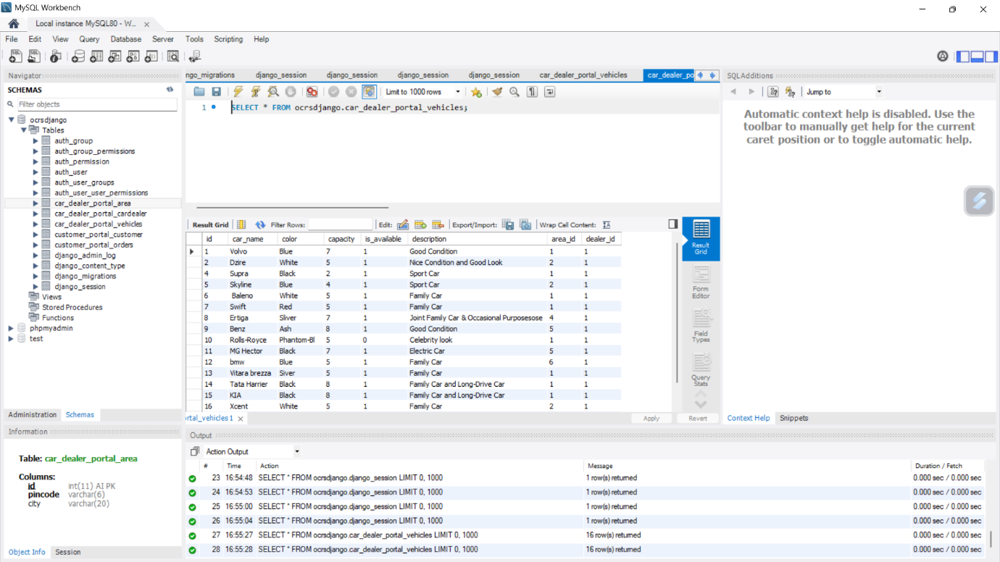 MySQL Workbench
Local instance MySQL80 - W...
File Edit View Query Database Server Tools Scripting Help
Navigator
SCHEMAS
Filter objects
ocrsdjango
Tables
auth_group
auth_group_permissions
auth_permission
auth_user
auth_user_groups
auth_user_user_permissions
car_dealer_portal_area
car_dealer_portal_cardealer
car_dealer_portal_vehicles
customer_portal_customer
customer_portal_orders
django_admin_log
django_content_type
django_migrations
django_session
Views
Stored Procedures
Functions
phpmyadmin
test
Administration Schemas
Information
Table: car_dealer_portal_area
Columns:
id int(11) AI PK
pincode varchar(6)
city varchar(20)
Object Info Session
ngo_migrations django_session django_session django_session django_session car_dealer_portal_vehicles car_dealer_po
Limit to 1000 rows
1 SELECT * FROM ocrsdjango.car_dealer_portal_vehicles;
Result Grid Filter Rows: Edit: Export/Import: Wrap Cell Content:
id car_name color capacity is_available description area_id dealer_id
1 Volvo Blue 7 1 Good Condition 1 1
2 Dzire White 5 1 Nice Condition and Good Look 2 1
4 Supra Black 2 1 Sport Car 1 1
5 Skyline Blue 4 1 Sport Car 2 1
6 Baleno White 5 1 Family Car 1 1
7 Swift Red 5 1 Family Car 1 1
8 Ertiga Sliver 7 1 Joint Family Car & Occasional Purposesose 4 1
9 Benz Ash 8 1 Good Condition 5 1
10 Rolls-Royce Phantom-Bl 5 0 Celebrity look 1 1
11 MG Hector Black 7 1 Electric Car 5 1
12 bmw Blue 5 1 Family Car 6 1
13 Vitara brezza Siver 5 1 Family Car 1 1
14 Tata Harrier Black 8 1 Family Car and Long-Drive Car 1 1
15 KIA Black 8 1 Family Car and Long-Drive Car 1 1
16 Xcent White 5 1 Family Car 2 1
Result
Grid
Form
Editor
Field
Types
Query
Stats
rtal_vehicles 1 Apply Revert
SQLAdditions
Jump to
Automatic context help is disabled. Use the
toolbar to manually get help for the current
caret position or to toggle automatic help.
Context Help Snippets
Output
Action Output
# Time Action Message Duration / Fetch
23 16:54:48 SELECT * FROM ocrsdjango.django_session LIMIT 0, 1000 1 row(s) returned 0.000 sec / 0.000 sec
24 16:54:53 SELECT * FROM ocrsdjango.django_session LIMIT 0, 1000 1 row(s) returned 0.000 sec / 0.000 sec
25 16:55:00 SELECT * FROM ocrsdjango.django_session LIMIT 0, 1000 1 row(s) returned 0.000 sec / 0.000 sec
26 16:55:04 SELECT * FROM ocrsdjango.django_session LIMIT 0, 1000 1 row(s) returned 0.000 sec / 0.000 sec
27 16:55:27 SELECT * FROM ocrsdjango.car_dealer_portal_vehicles LIMIT 0, 1000 16 row(s) returned 0.000 sec / 0.000 sec
28 16:55:28 SELECT * FROM ocrsdjango.car_dealer_portal_vehicles LIMIT 0, 1000 16 row(s) returned 0.000 sec / 0.000 sec